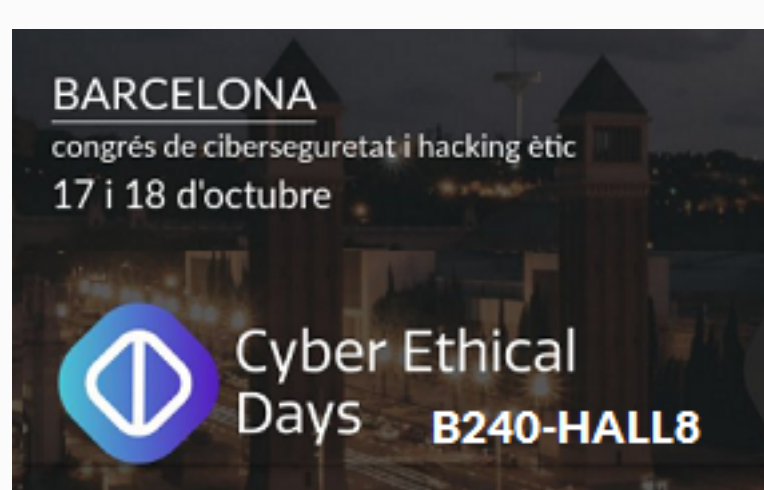 BARCELONA
congrés de ciberseguretat i hacking ètic
17 i 18 d'octubre
Cyber Ethical
Days
B240-HALL8